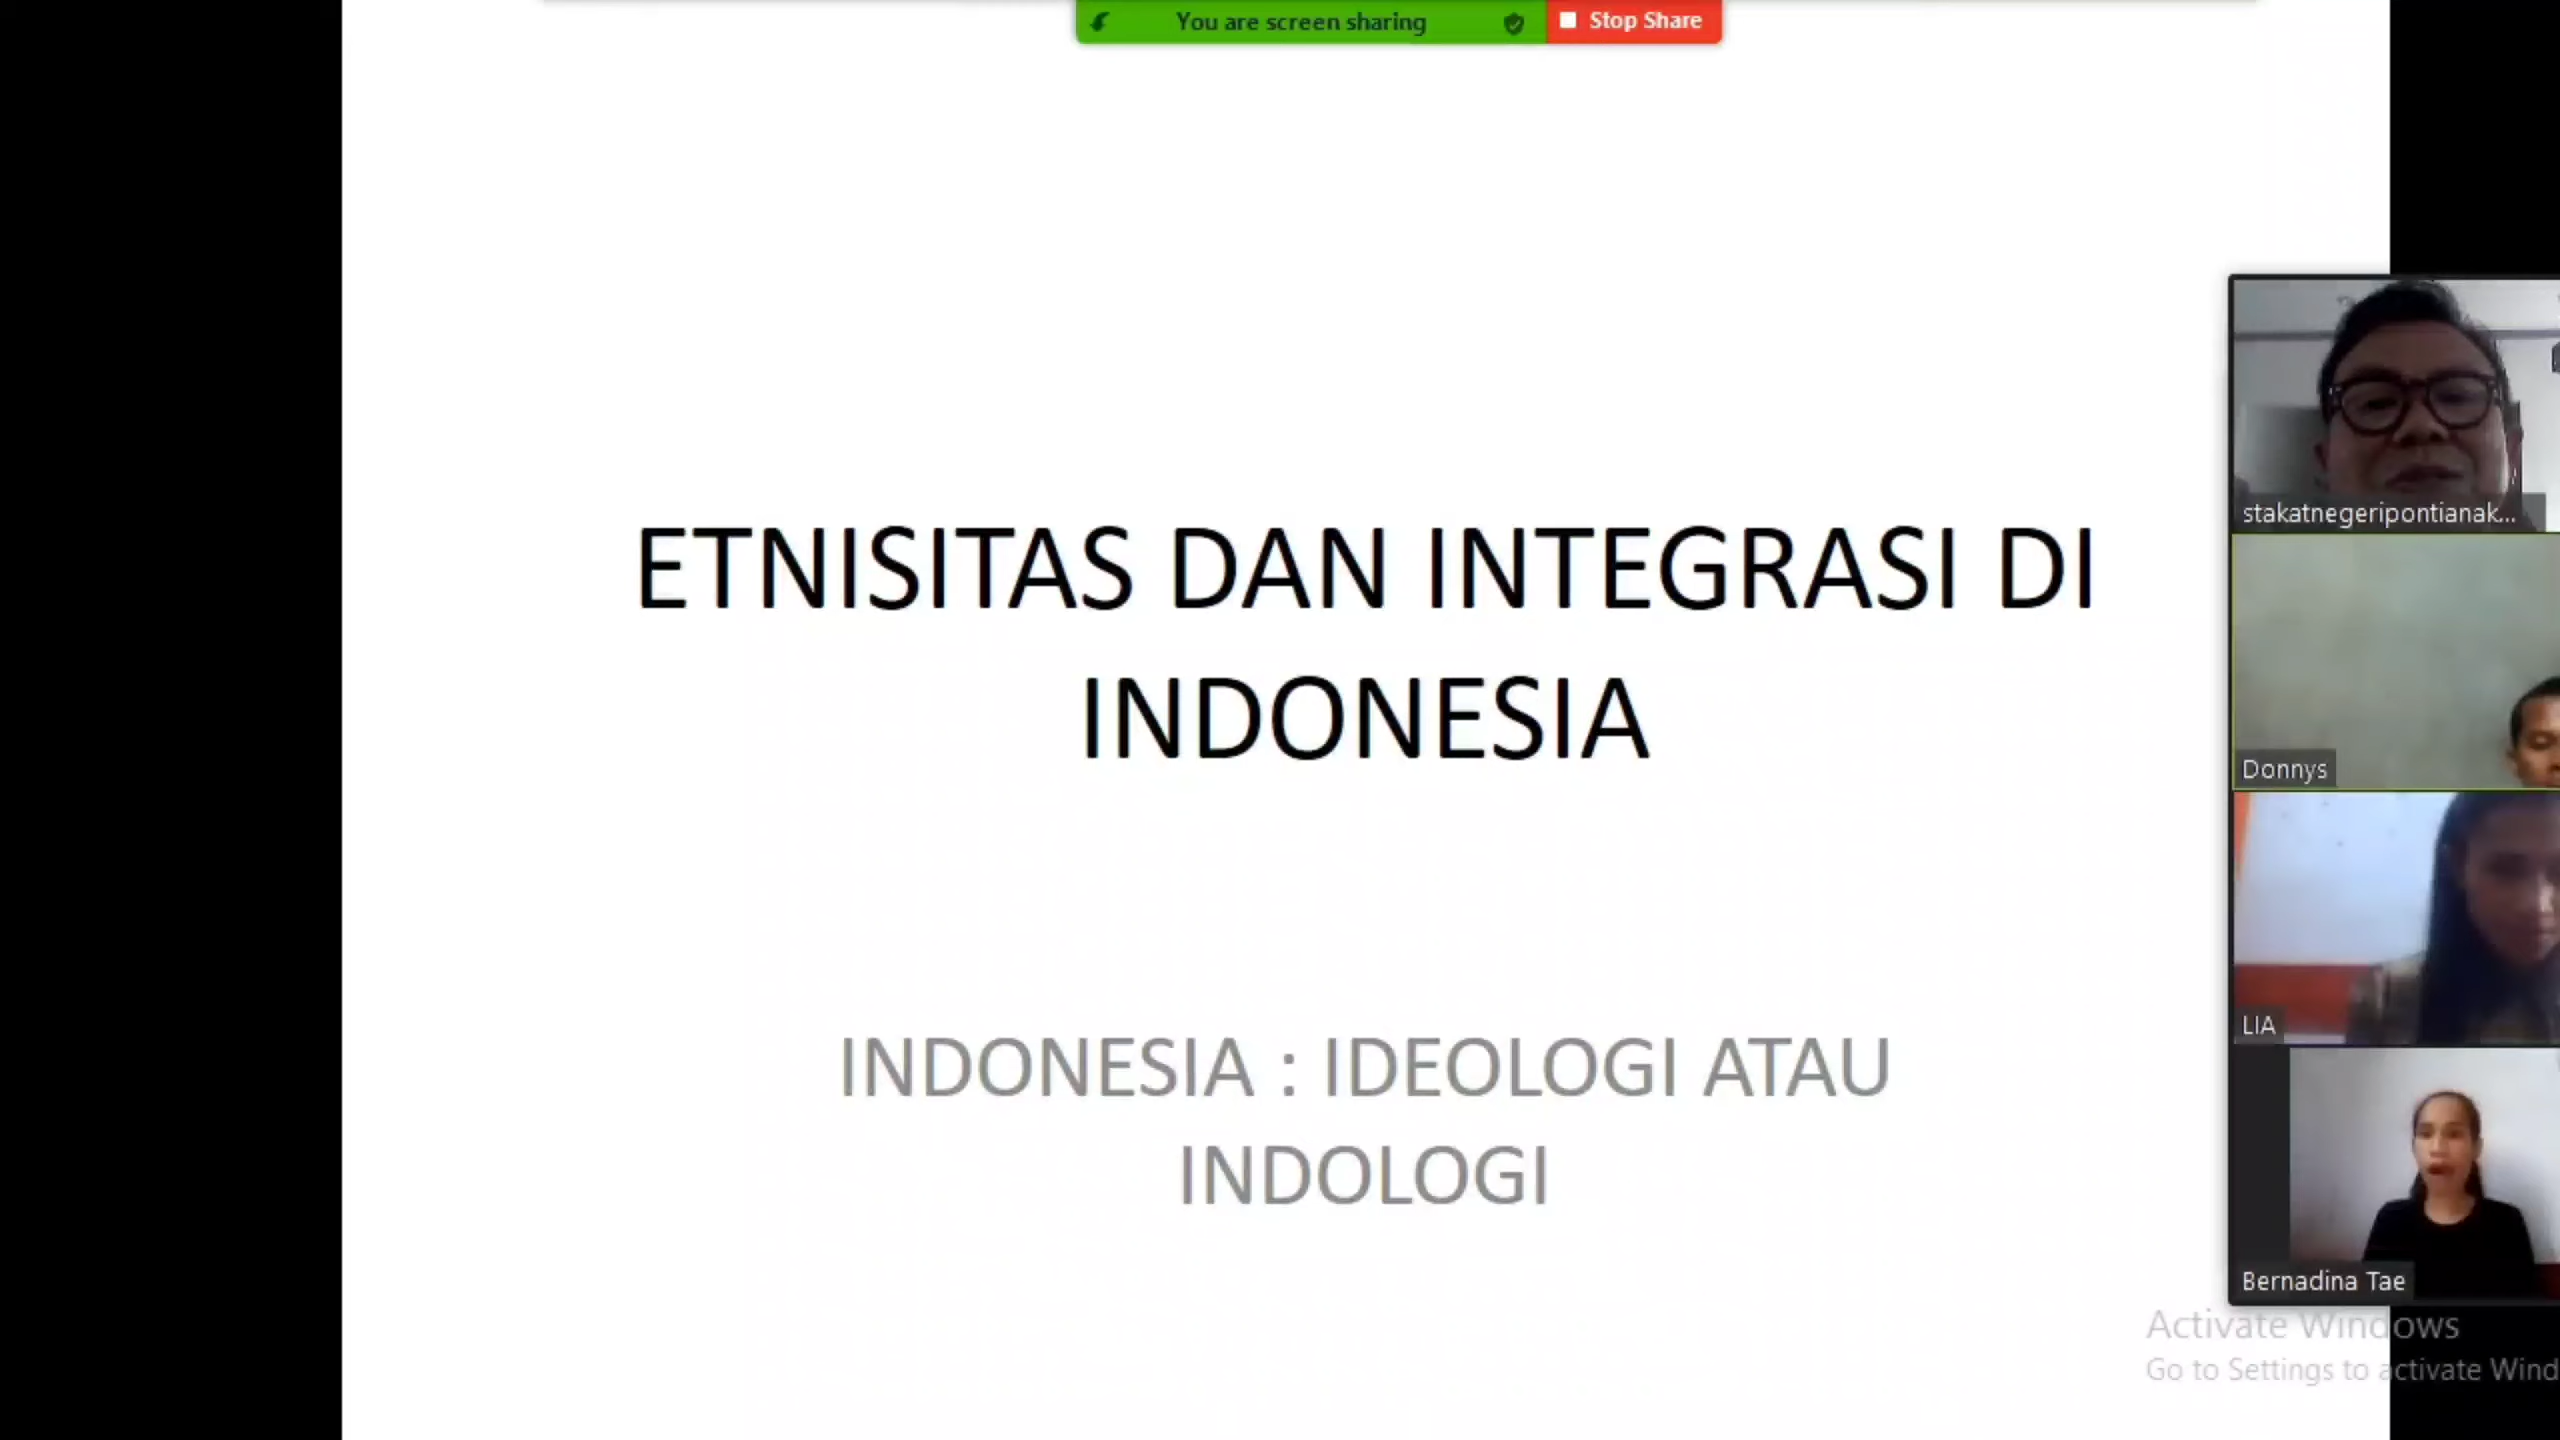 You are screen sharing
Stop Share
ETNISITAS DAN INTEGRASI DI
INDONESIA
INDONESIA : IDEOLOGI ATAU
INDOLOGI
stakatnegeripontianak...
Donnys
LIA
Bernadina Tae
Activate Windows
Go to Settings to activate Wind